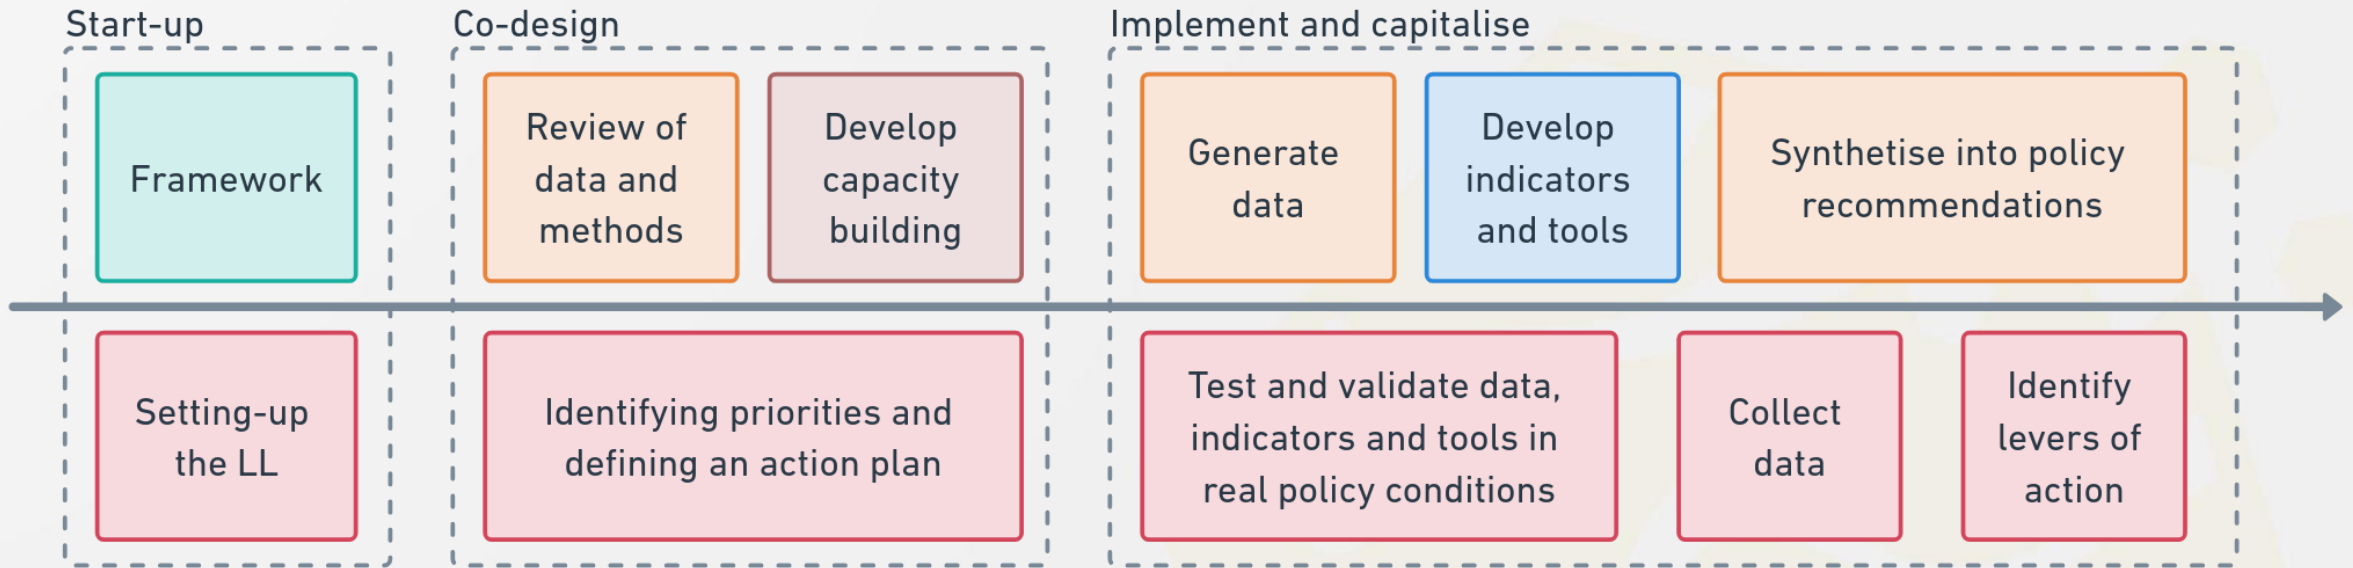 Start-up
Framework
Setting-up
the LL
Co-design
Review of
data and
methods
Develop
capacity
building
Identifying priorities and
defining an action plan
Implement and capitalise
Generate
data
Develop
indicators
and tools
Synthetise into policy
recommendations
Test and validate data,
indicators and tools in
real policy conditions
Collect
data
Identify
levers of
action